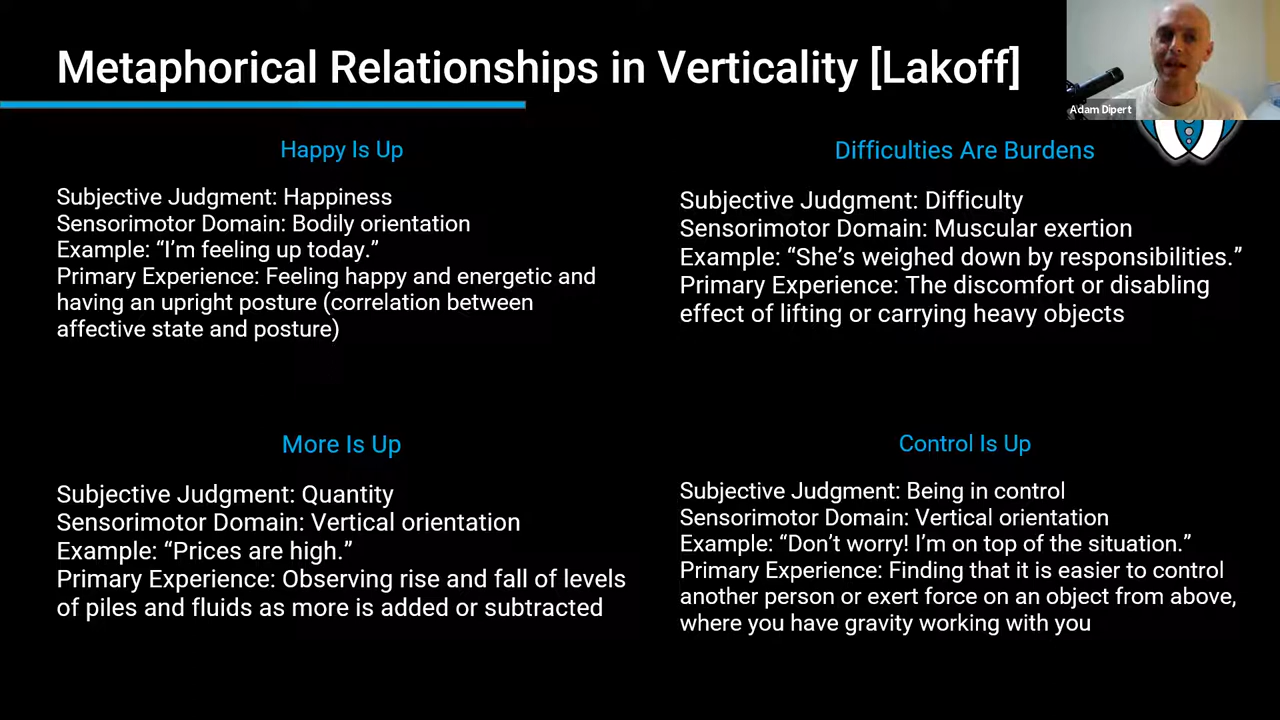 Metaphorical Relationships in Verticality [Lakoff]
Adam Dipert
Happy Is Up
Subjective Judgment: Happiness
Sensorimotor Domain: Bodily orientation
Example: “I’m feeling up today.”
Primary Experience: Feeling happy and energetic and
having an upright posture (correlation between
affective state and posture)
Difficulties Are Burdens
Subjective Judgment: Difficulty
Sensorimotor Domain: Muscular exertion
Example: “She’s weighed down by responsibilities.”
Primary Experience: The discomfort or disabling
effect of lifting or carrying heavy objects
More Is Up
Subjective Judgment: Quantity
Sensorimotor Domain: Vertical orientation
Example: “Prices are high.”
Primary Experience: Observing rise and fall of levels
of piles and fluids as more is added or subtracted
Control Is Up
Subjective Judgment: Being in control
Sensorimotor Domain: Vertical orientation
Example: “Don’t worry! I’m on top of the situation.”
Primary Experience: Finding that it is easier to control
another person or exert force on an object from above,
where you have gravity working with you